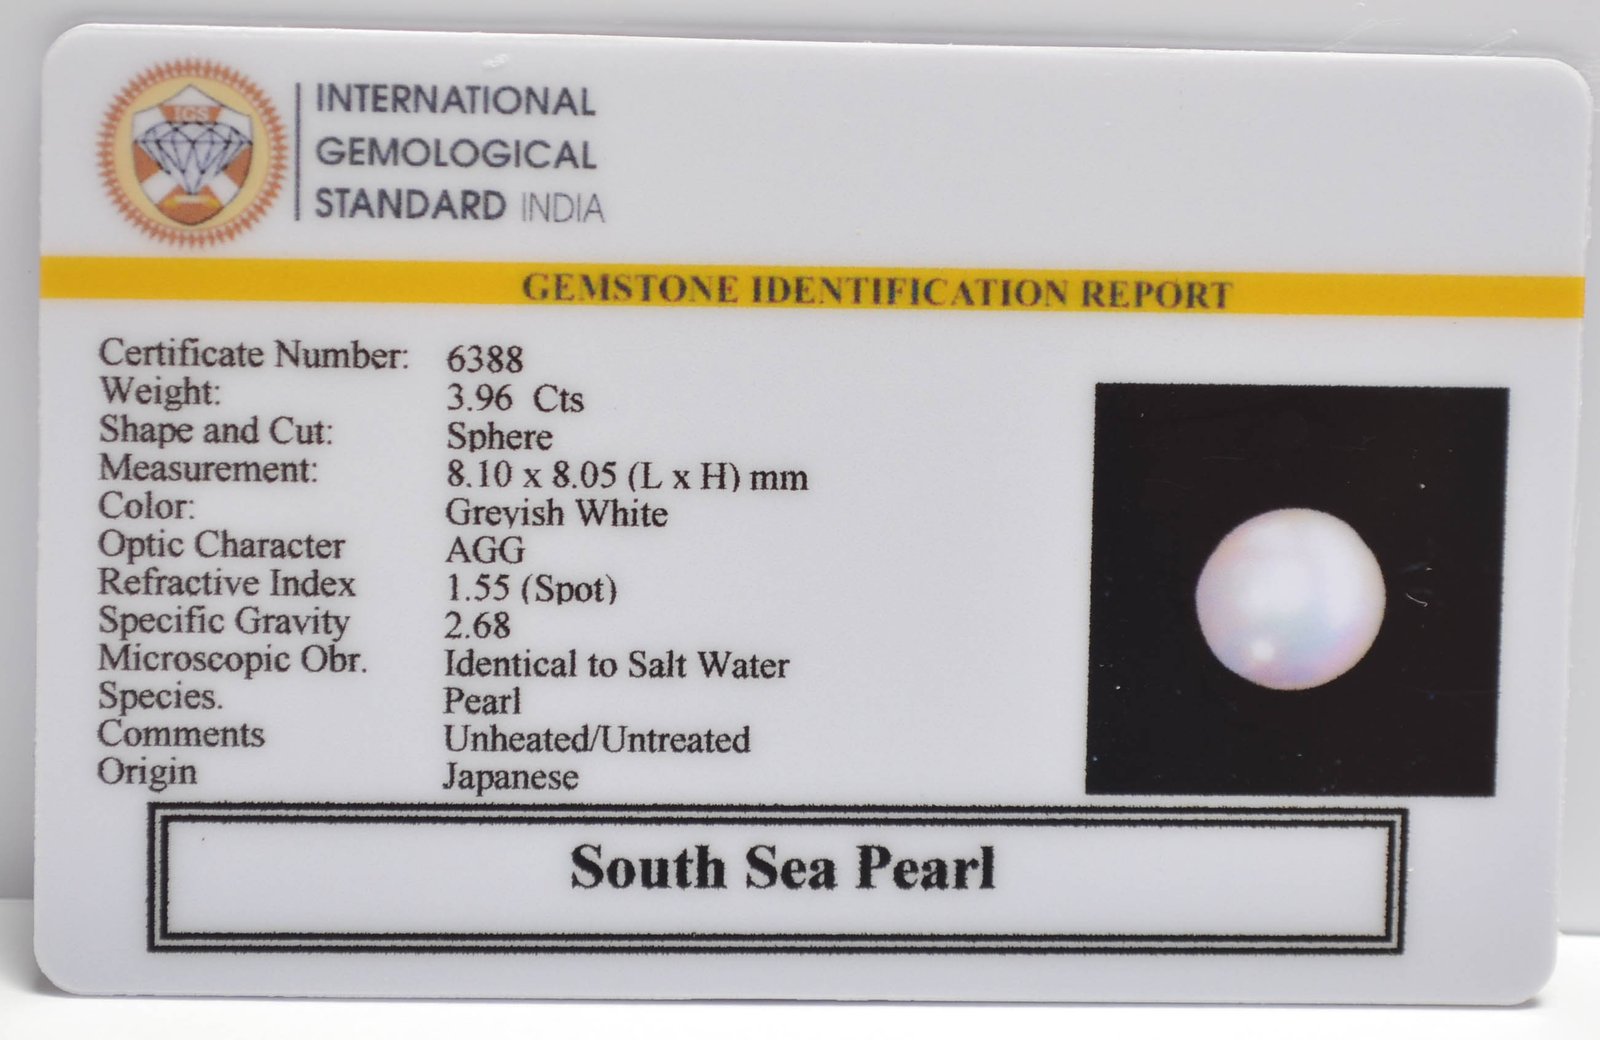 IGS
INTERNATIONAL
GEMOLOGICAL
STANDARD INDIA
GEMSTONE IDENTIFICATION REPORT
Certificate Number: 6388
Weight: 3.96 Cts
Shape and Cut: Sphere
Measurement: 8.10 x 8.05 (L x H) mm
Color: Greyish White
Optic Character AGG
Refractive Index 1.55 (Spot)
Specific Gravity 2.68
Microscopic Obr. Identical to Salt Water
Species. Pearl
Comments Unheated/Untreated
Origin Japanese
South Sea Pearl